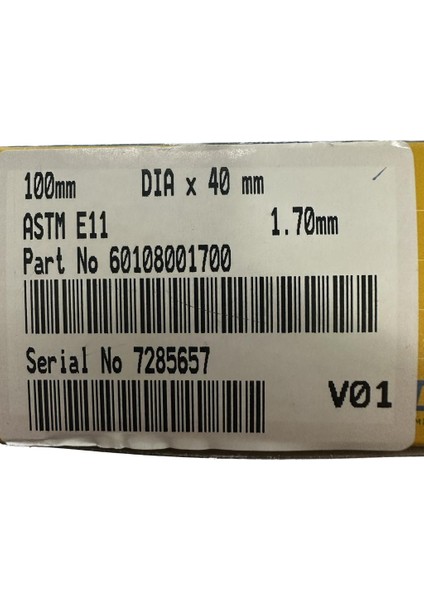 100mm DIA x 40 mm
ASTM E11 1.70mm
Part No 60108001700
Serial No 7285657
V01